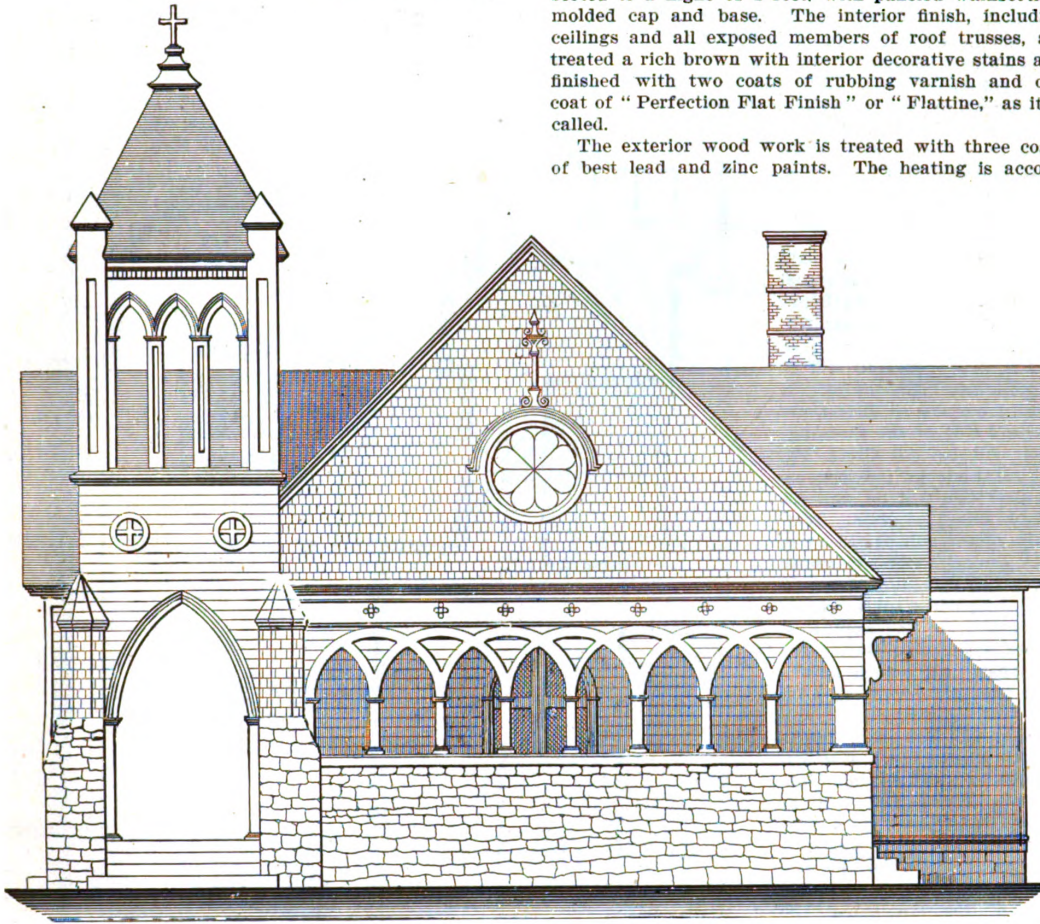 molded cap and base. The interior finish, includi
ceilings and all exposed members of roof trusses, a
treated a rich brown with interior decorative stains a
finished with two coats of rubbing varnish and o
coat of " Perfection Flat Finish " or " Flattine," as it
called.
The exterior wood work is treated with three co
of best lead and zinc paints. The heating is acco